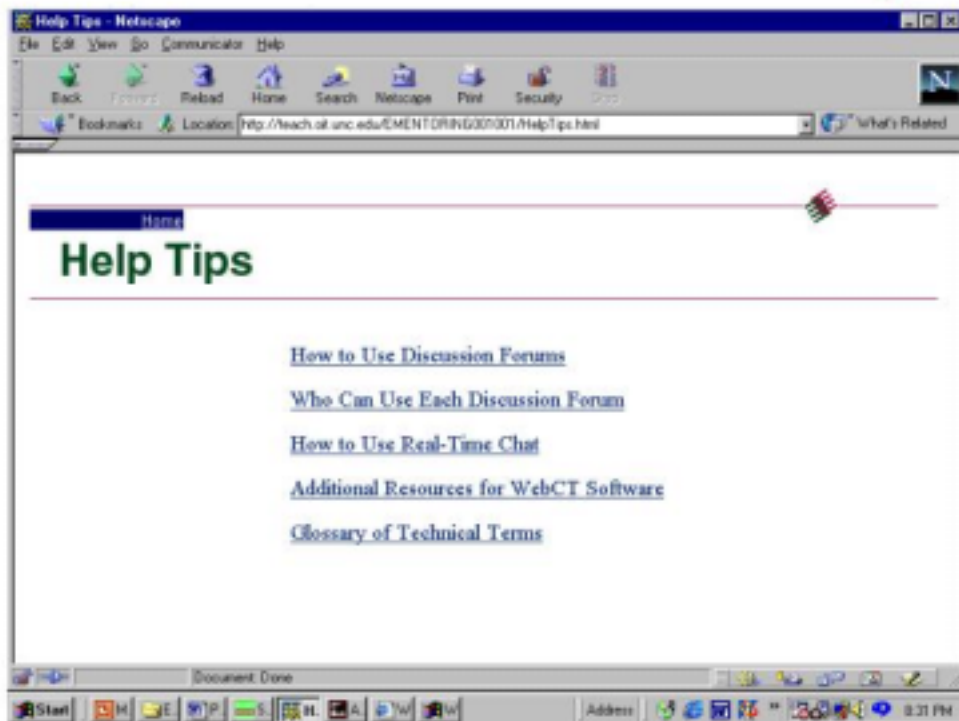 Help Tips - Netscape
File Edit View Go Communicator Help
Back Forward Reload Home Search Netscape Print Security
Bookmarks Location: http://teach.oit.unc.edu/EMENTORING001001/HelpTips.html What's Related
N
Home
Help Tips
How to Use Discussion Forums
Who Can Use Each Discussion Forum
How to Use Real-Time Chat
Additional Resources for WebCT Software
Glossary of Technical Terms
Document: Done
Start M E. P. S. H. A. W W Address 8:31 PM